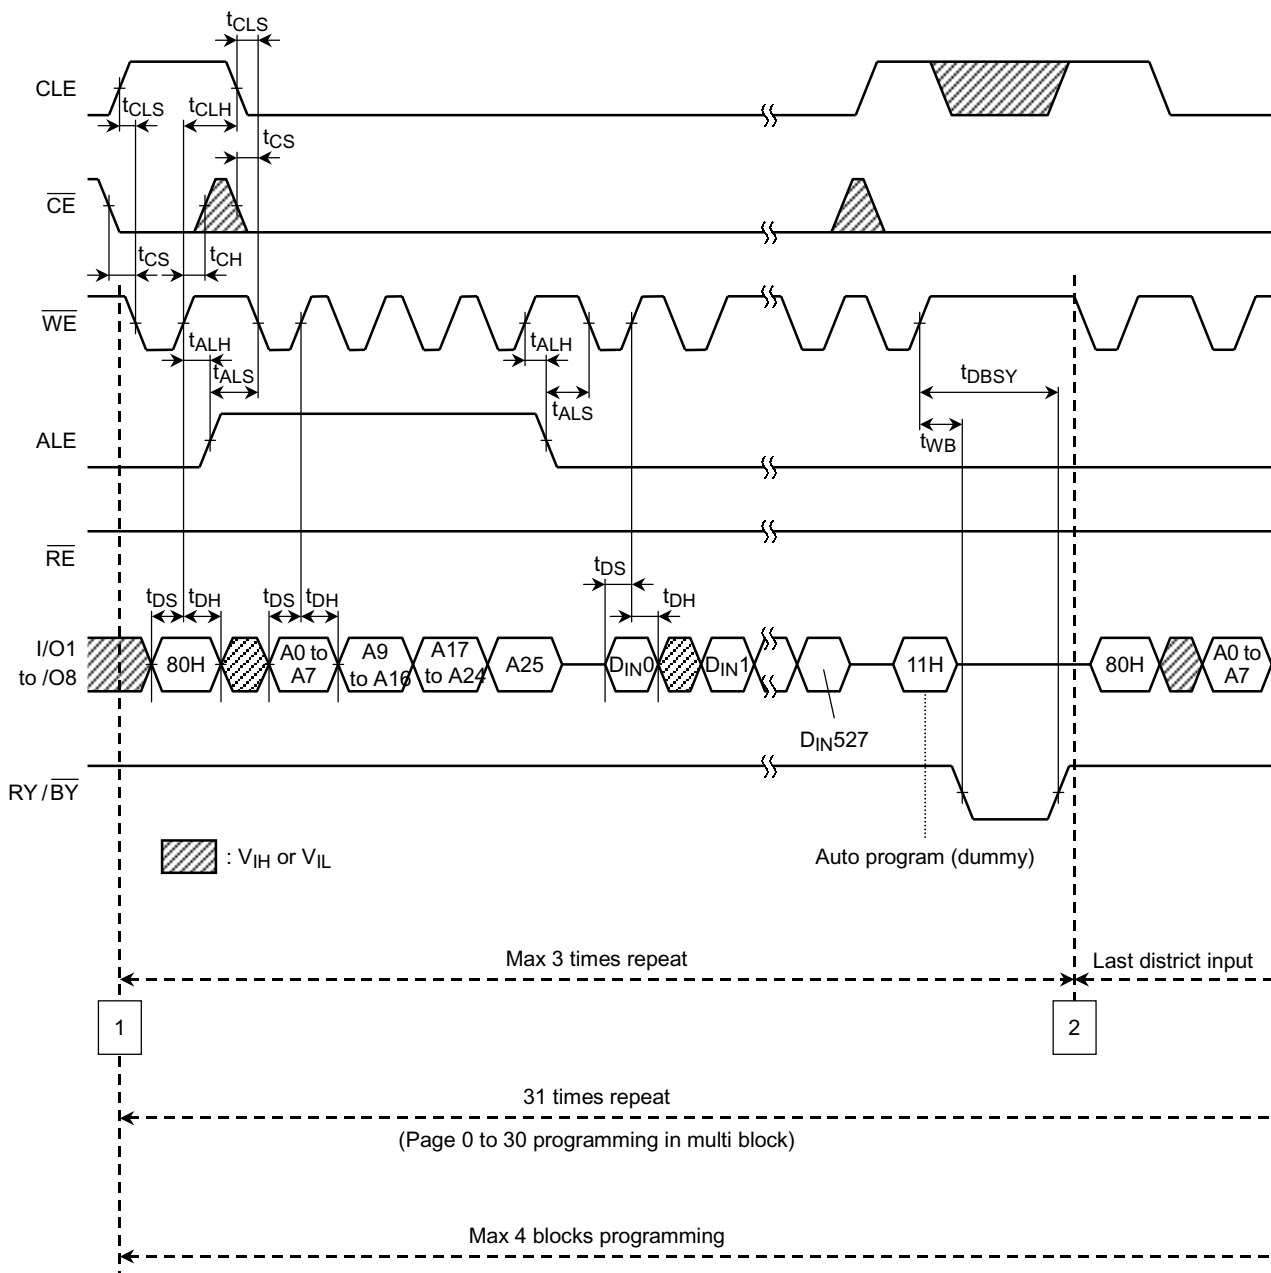 tCLS
CLE
tCLS tCLH
tCS
CE
tCS tCH
WE
tALH tALH
tALS tDBSY
tALS
ALE
tWB
RE
tDS
tDS tDH tDS tDH tDH
I/O1
to /O8
80H
A0 to
A7
A9
to A16
A17
to A24
A25
DIN0
DIN1
11H
80H
A0 to
A7
DIN527
RY/BY
: VIH or VIL
Auto program (dummy)
Max 3 times repeat
Last district input
1
2
31 times repeat
(Page 0 to 30 programming in multi block)
Max 4 blocks programming